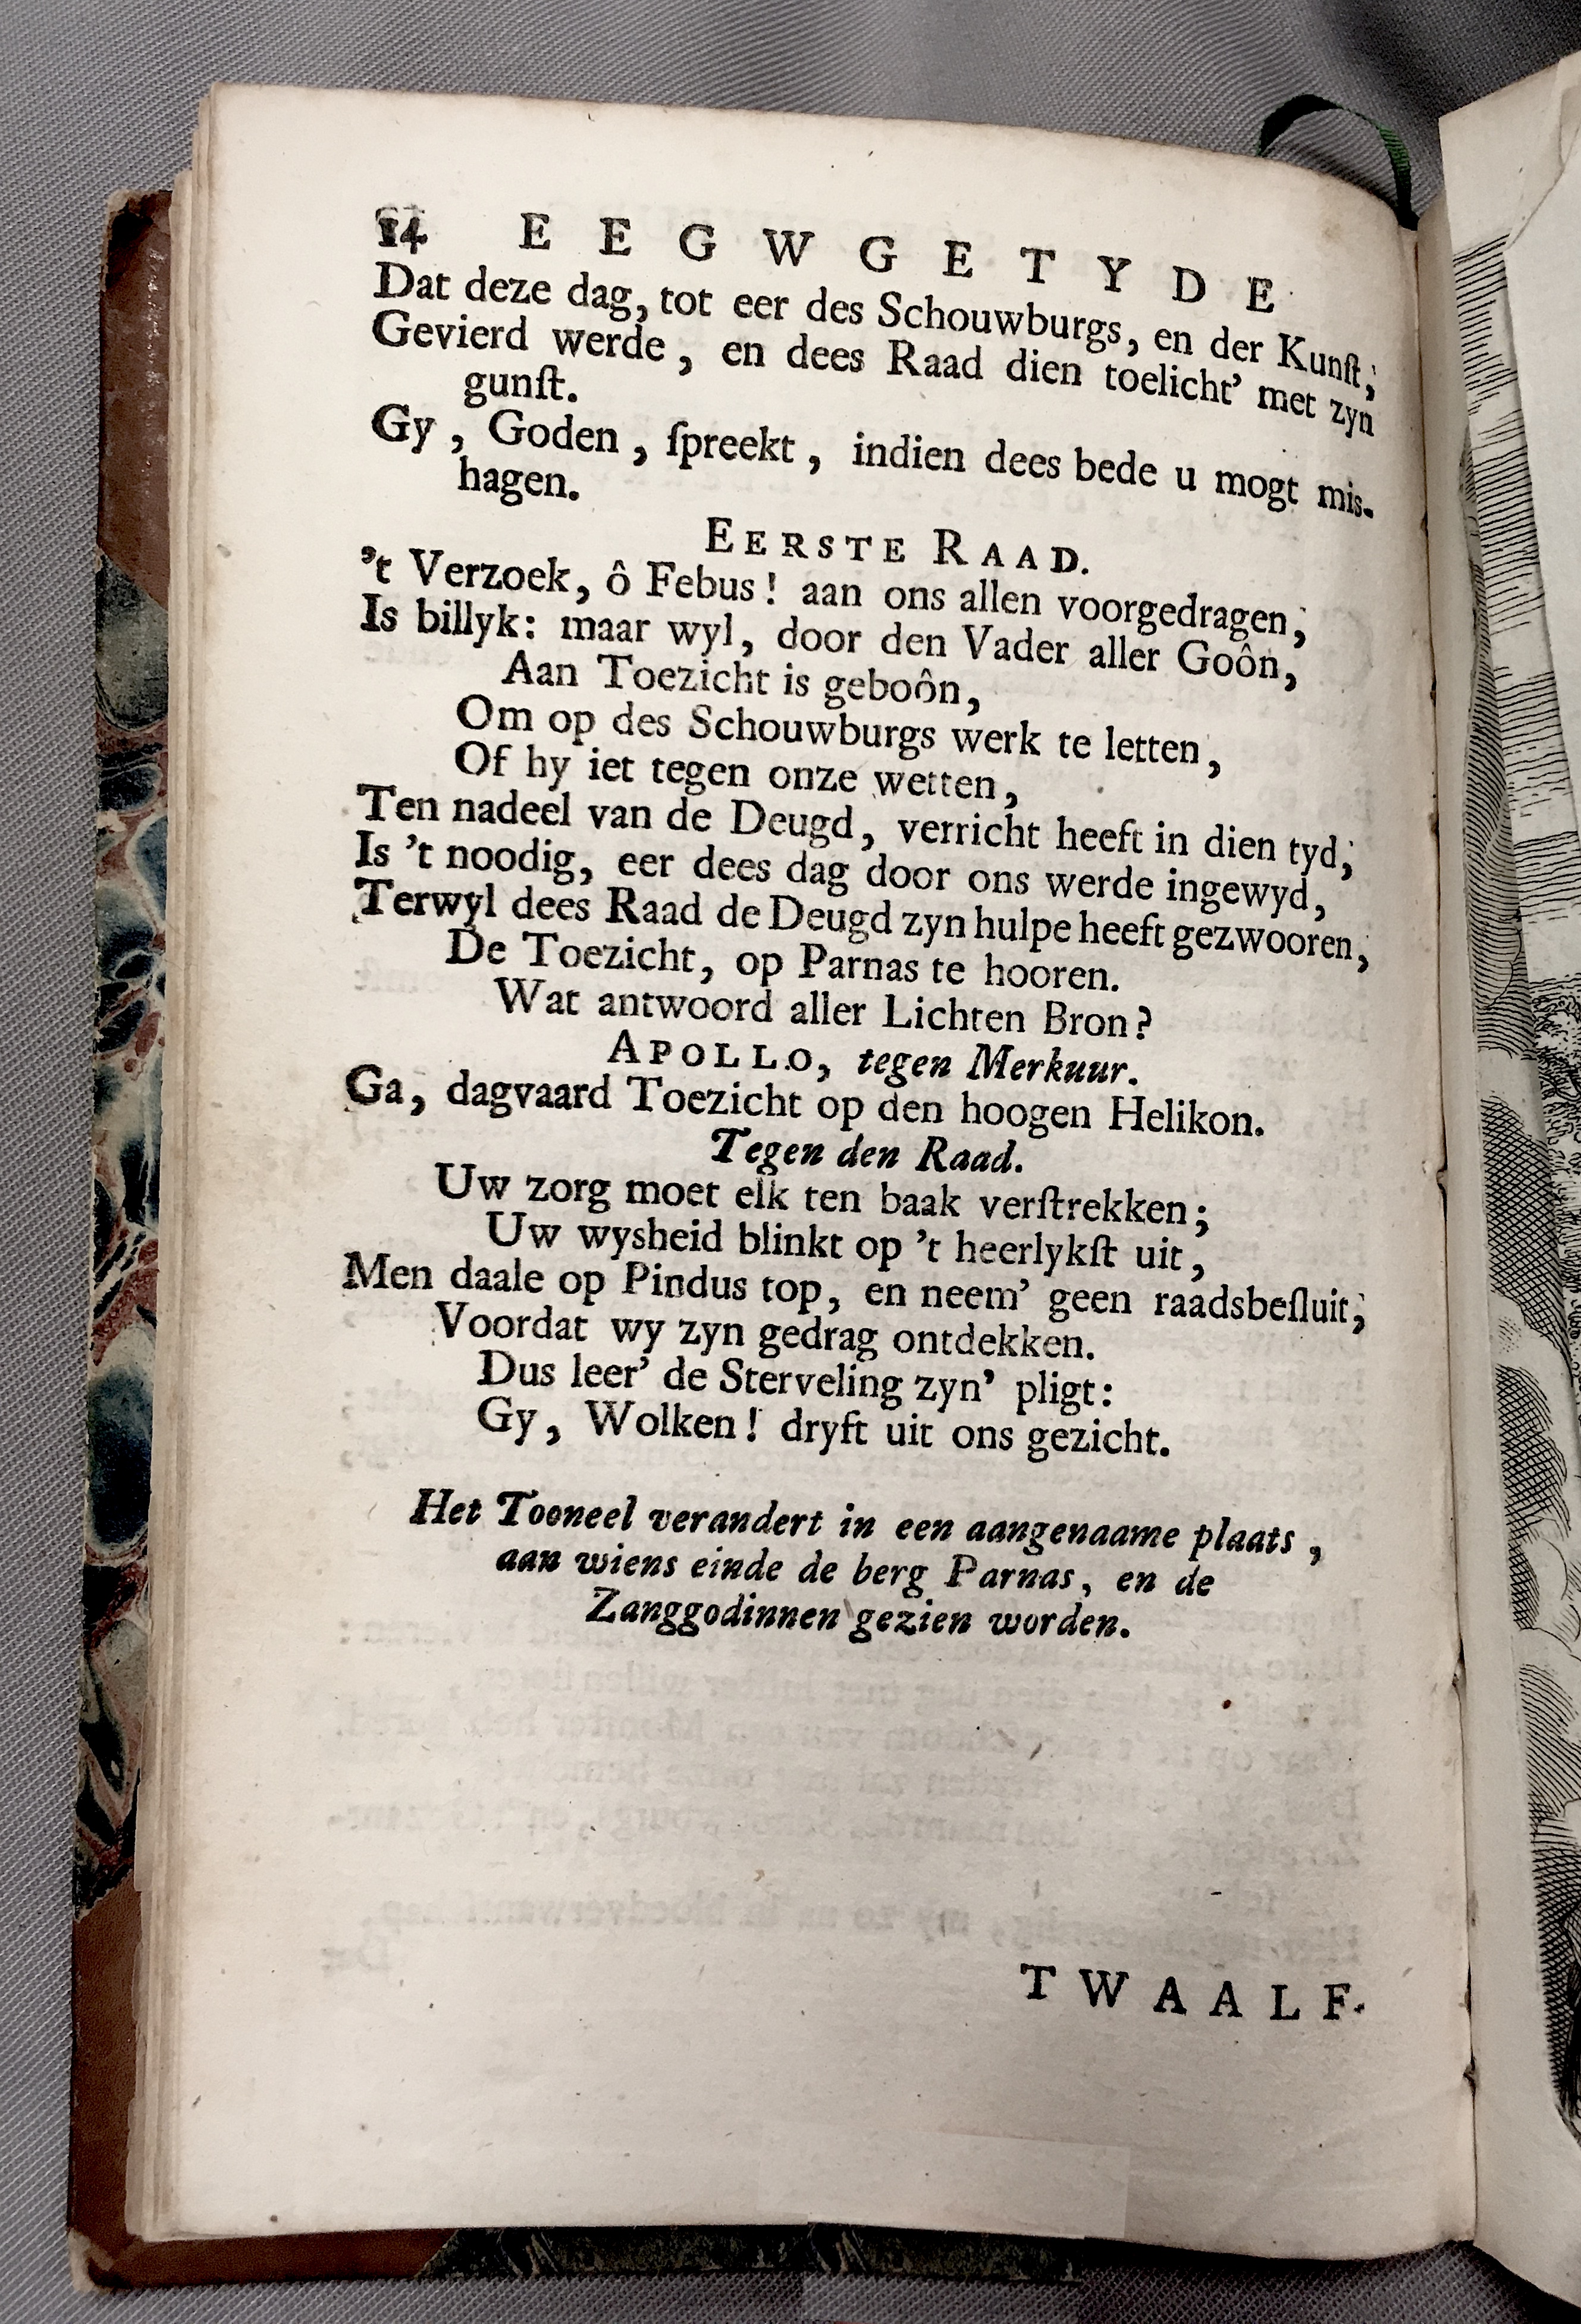 14 EEGWGETYDE
Dat deze dag, tot eer des Schouwburgs, en der Kunſt,
Gevierd werde, en dees Raad dien toelicht' met zyn
gunſt.
Gy, Goden, ſpreekt, indien dees bede u mogt mis-
hagen.
EERSTE RAAD.
't Verzoek, ô Febus! aan ons allen voorgedragen,
Is billyk: maar wyl, door den Vader aller Goôn,
Aan Toezicht is geboôn,
Om op des Schouwburgs werk te letten,
Of hy iet tegen onze wetten,
Ten nadeel van de Deugd, verricht heeft in dien tyd,
Is 't noodig, eer dees dag door ons werde ingewyd,
Terwyl dees Raad de Deugd zyn hulpe heeft gezwooren,
De Toezicht, op Parnas te hooren.
Wat antwoord aller Lichten Bron?
APOLLO, tegen Merkuur.
Ga, dagvaard Toezicht op den hoogen Helikon.
Tegen den Raad.
Uw zorg moet elk ten baak verſtrekken;
Uw wysheid blinkt op 't heerlykſt uit,
Men daale op Pindus top, en neem' geen raadsbeſluit,
Voordat wy zyn gedrag ontdekken.
Dus leer' de Sterveling zyn' pligt:
Gy, Wolken! dryft uit ons gezicht.
Het Tooneel verandert in een aangenaame plaats,
aan wiens einde de berg Parnas, en de
Zanggodinnen gezien worden.
TWAALF-